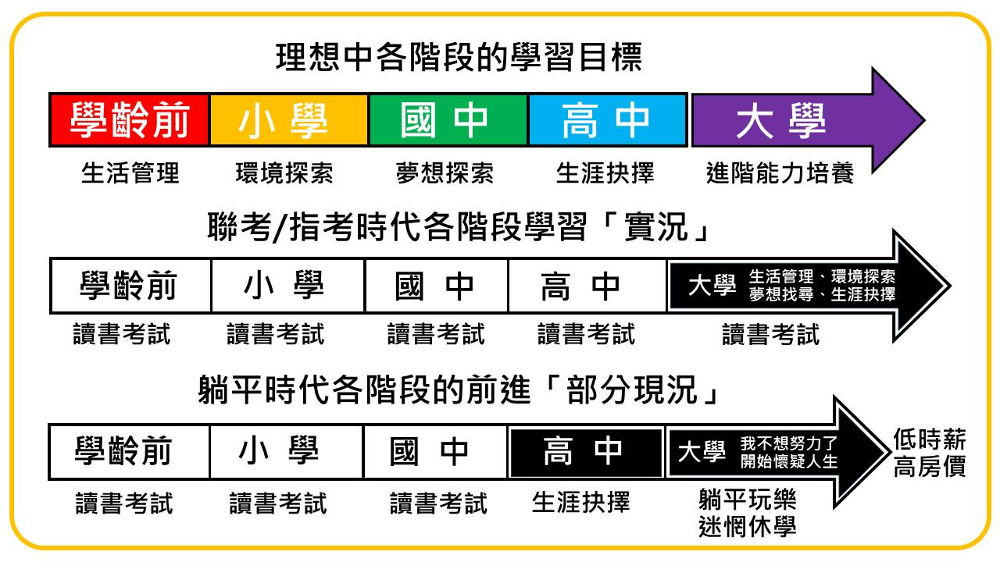 理想中各階段的學習目標
學齡前 小學 國中 高中 大學
生活管理 環境探索 夢想探索 生涯抉擇 進階能力培養
聯考/指考時代各階段學習「實況」
學齡前 小學 國中 高中 大學 生活管理、環境探索
夢想找尋、生涯抉擇
讀書考試 讀書考試 讀書考試 讀書考試 讀書考試
躺平時代各階段的前進「部分現況」
學齡前 小學 國中 高中 大學 我不想努力了
開始懷疑人生
低時薪
高房價
讀書考試 讀書考試 讀書考試 生涯抉擇 躺平玩樂
迷惘休學